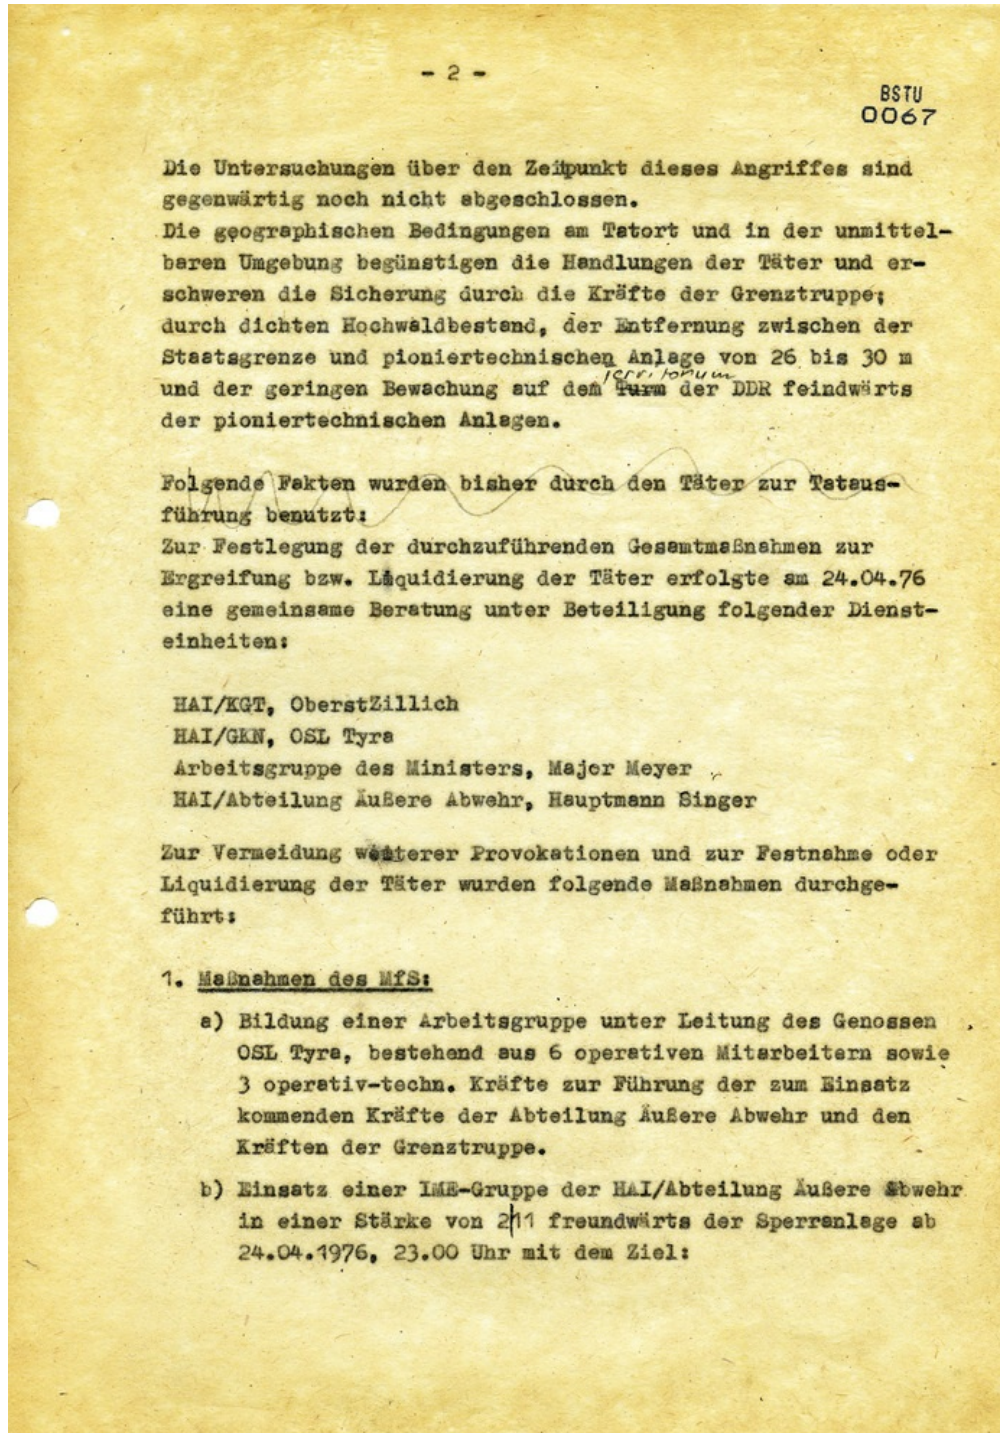 - 2 -
BSTU
0067
Die Untersuchungen über den Zeitpunkt dieses Angriffes sind
gegenwärtig noch nicht abgeschlossen.
Die geographischen Bedingungen am Tatort und in der unmittel-
baren Umgebung begünstigen die Handlungen der Täter und er-
schweren die Sicherung durch die Kräfte der Grenztruppe;
durch dichten Hochwaldbestand, der Entfernung zwischen der
Staatsgrenze und pioniertechnischen Anlage von 26 bis 30 m
territorium
und der geringen Bewachung auf dem Turm der DDR feindwärts
der pioniertechnischen Anlagen.
Folgende Fakten wurden bisher durch den Täter zur Tataus-
führung benutzt:
Zur Festlegung der durchzuführenden Gesamtmaßnahmen zur
Ergreifung bzw. Liquidierung der Täter erfolgte am 24.04.76
eine gemeinsame Beratung unter Beteiligung folgender Dienst-
einheiten:
HAI/KGT, OberstZillich
HAI/GKN, OSL Tyra
Arbeitsgruppe des Ministers, Major Meyer
HAI/Abteilung Äußere Abwehr, Hauptmann Singer
Zur Vermeidung weiterer Provokationen und zur Festnahme oder
Liquidierung der Täter wurden folgende Maßnahmen durchge-
führt:
1. Maßnahmen des MfS:
a) Bildung einer Arbeitsgruppe unter Leitung des Genossen
OSL Tyra, bestehend aus 6 operativen Mitarbeitern sowie
3 operativ-techn. Kräfte zur Führung der zum Einsatz
kommenden Kräfte der Abteilung Äußere Abwehr und den
Kräften der Grenztruppe.
b) Einsatz einer IME-Gruppe der HAI/Abteilung Äußere Abwehr
in einer Stärke von 2/11 freundwärts der Sperranlage ab
24.04.1976, 23.00 Uhr mit dem Ziel: